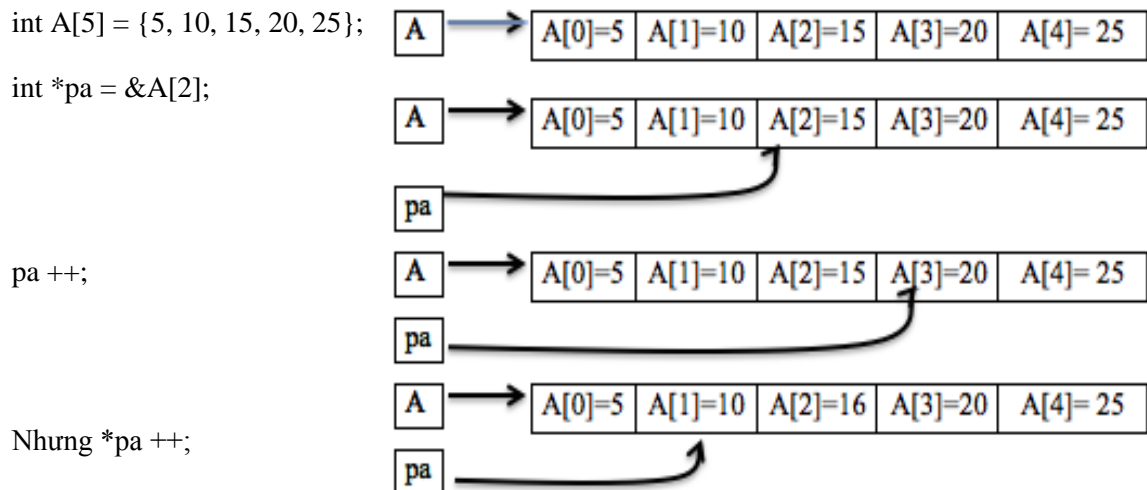 int A[5] = {5, 10, 15, 20, 25};
A A[0]=5 A[1]=10 A[2]=15 A[3]=20 A[4]= 25
int *pa = &A[2];
A A[0]=5 A[1]=10 A[2]=15 A[3]=20 A[4]= 25
pa
pa ++;
A A[0]=5 A[1]=10 A[2]=15 A[3]=20 A[4]= 25
pa
A A[0]=5 A[1]=10 A[2]=16 A[3]=20 A[4]= 25
Nhưng *pa ++;
pa